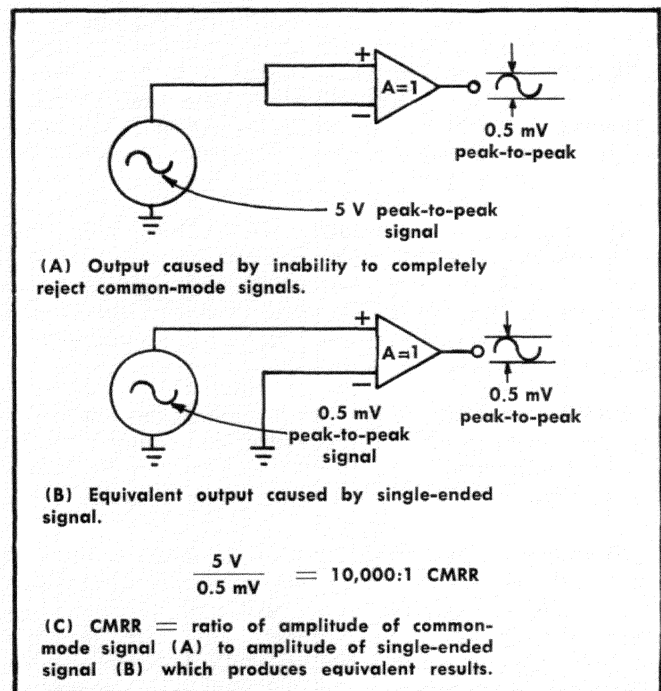 +
A=1
−
0.5 mV
peak-to-peak
5 V peak-to-peak
signal
(A) Output caused by inability to completely
reject common-mode signals.
+
A=1
−
0.5 mV
peak-to-peak
signal
0.5 mV
peak-to-peak
(B) Equivalent output caused by single-ended
signal.
5 V
0.5 mV
= 10,000:1 CMRR
(C) CMRR = ratio of amplitude of common-
mode signal (A) to amplitude of single-ended
signal (B) which produces equivalent results.